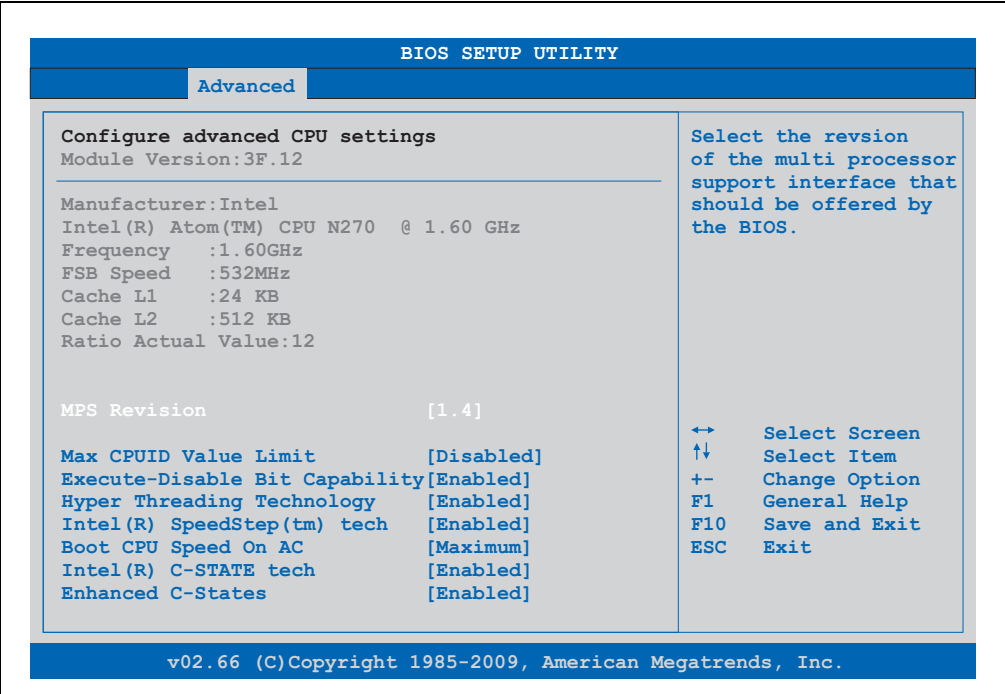 BIOS SETUP UTILITY
Advanced
Configure advanced CPU settings
Module Version:3F.12
Manufacturer:Intel
Intel(R) Atom(TM) CPU N270 @ 1.60 GHz
Frequency :1.60GHz
FSB Speed :532MHz
Cache L1 :24 KB
Cache L2 :512 KB
Ratio Actual Value:12
MPS Revision [1.4]
Max CPUID Value Limit [Disabled]
Execute-Disable Bit Capability[Enabled]
Hyper Threading Technology [Enabled]
Intel(R) SpeedStep(tm) tech [Enabled]
Boot CPU Speed On AC [Maximum]
Intel(R) C-STATE tech [Enabled]
Enhanced C-States [Enabled]
Select the revsion
of the multi processor
support interface that
should be offered by
the BIOS.
↔ Select Screen
↑↓ Select Item
+- Change Option
F1 General Help
F10 Save and Exit
ESC Exit
v02.66 (C)Copyright 1985-2009, American Megatrends, Inc.